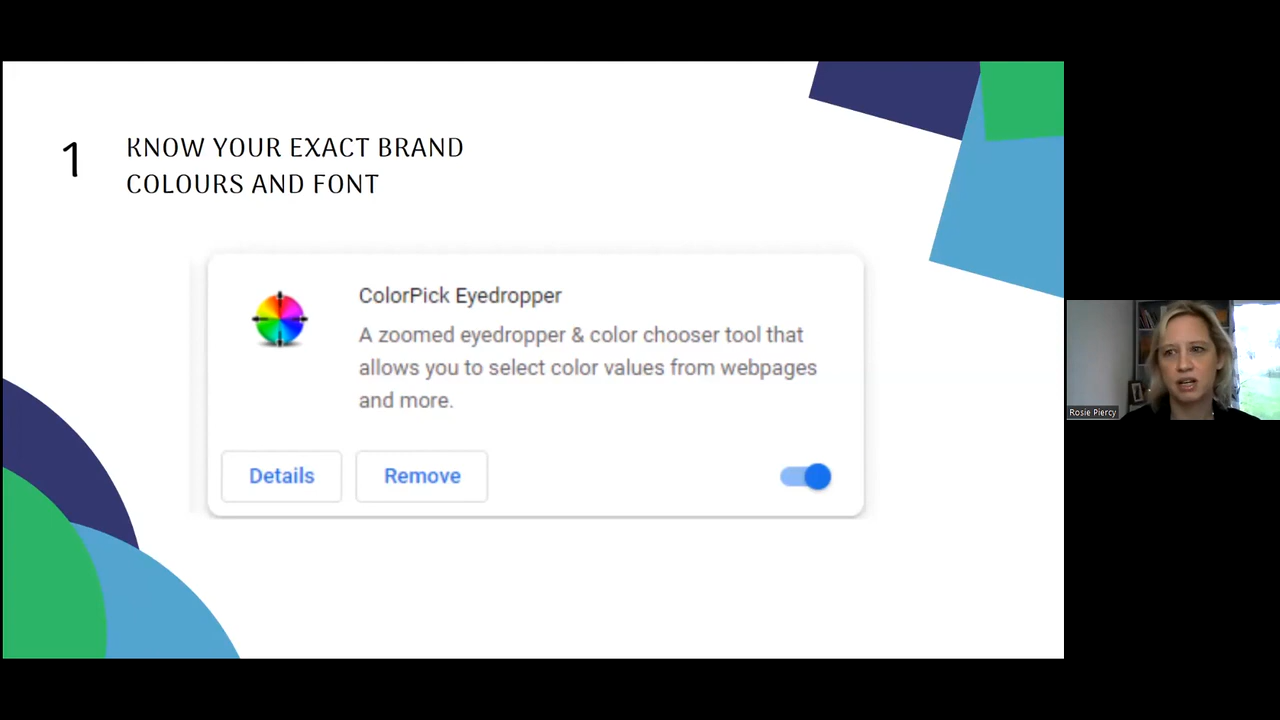 1
KNOW YOUR EXACT BRAND
COLOURS AND FONT
ColorPick Eyedropper
A zoomed eyedropper & color chooser tool that
allows you to select color values from webpages
and more.
Details
Remove
Rosie Piercy